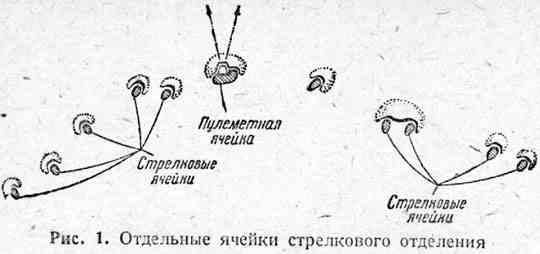 Пулеметная
ячейка
Стрелковые
ячейки
Стрелковые
ячейки
Рис. 1. Отдельные ячейки стрелкового отделения